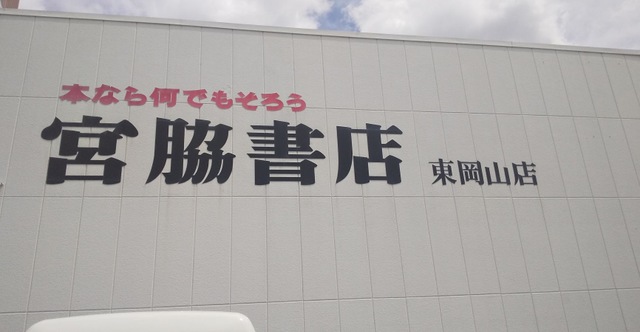 本なら何でもそろう
宮脇書店 東岡山店